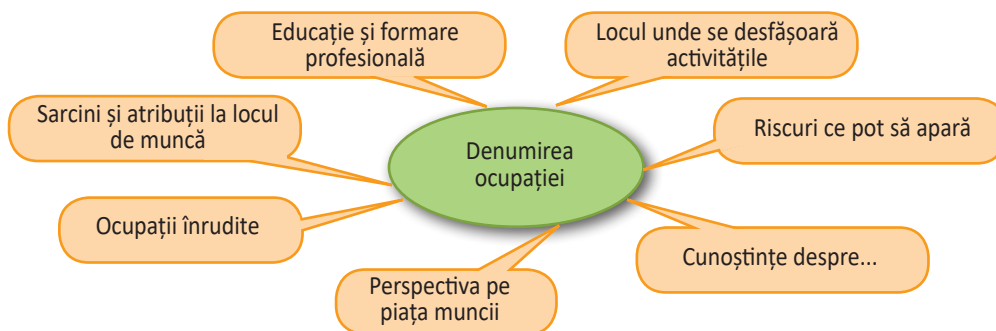 Educație și formare
profesională
Locul unde se desfășoară
activitățile
Sarcini și atribuții la locul
de muncă
Denumirea
ocupației
Riscuri ce pot să apară
Ocupații înrudite
Cunoștințe despre...
Perspectiva pe
piața muncii